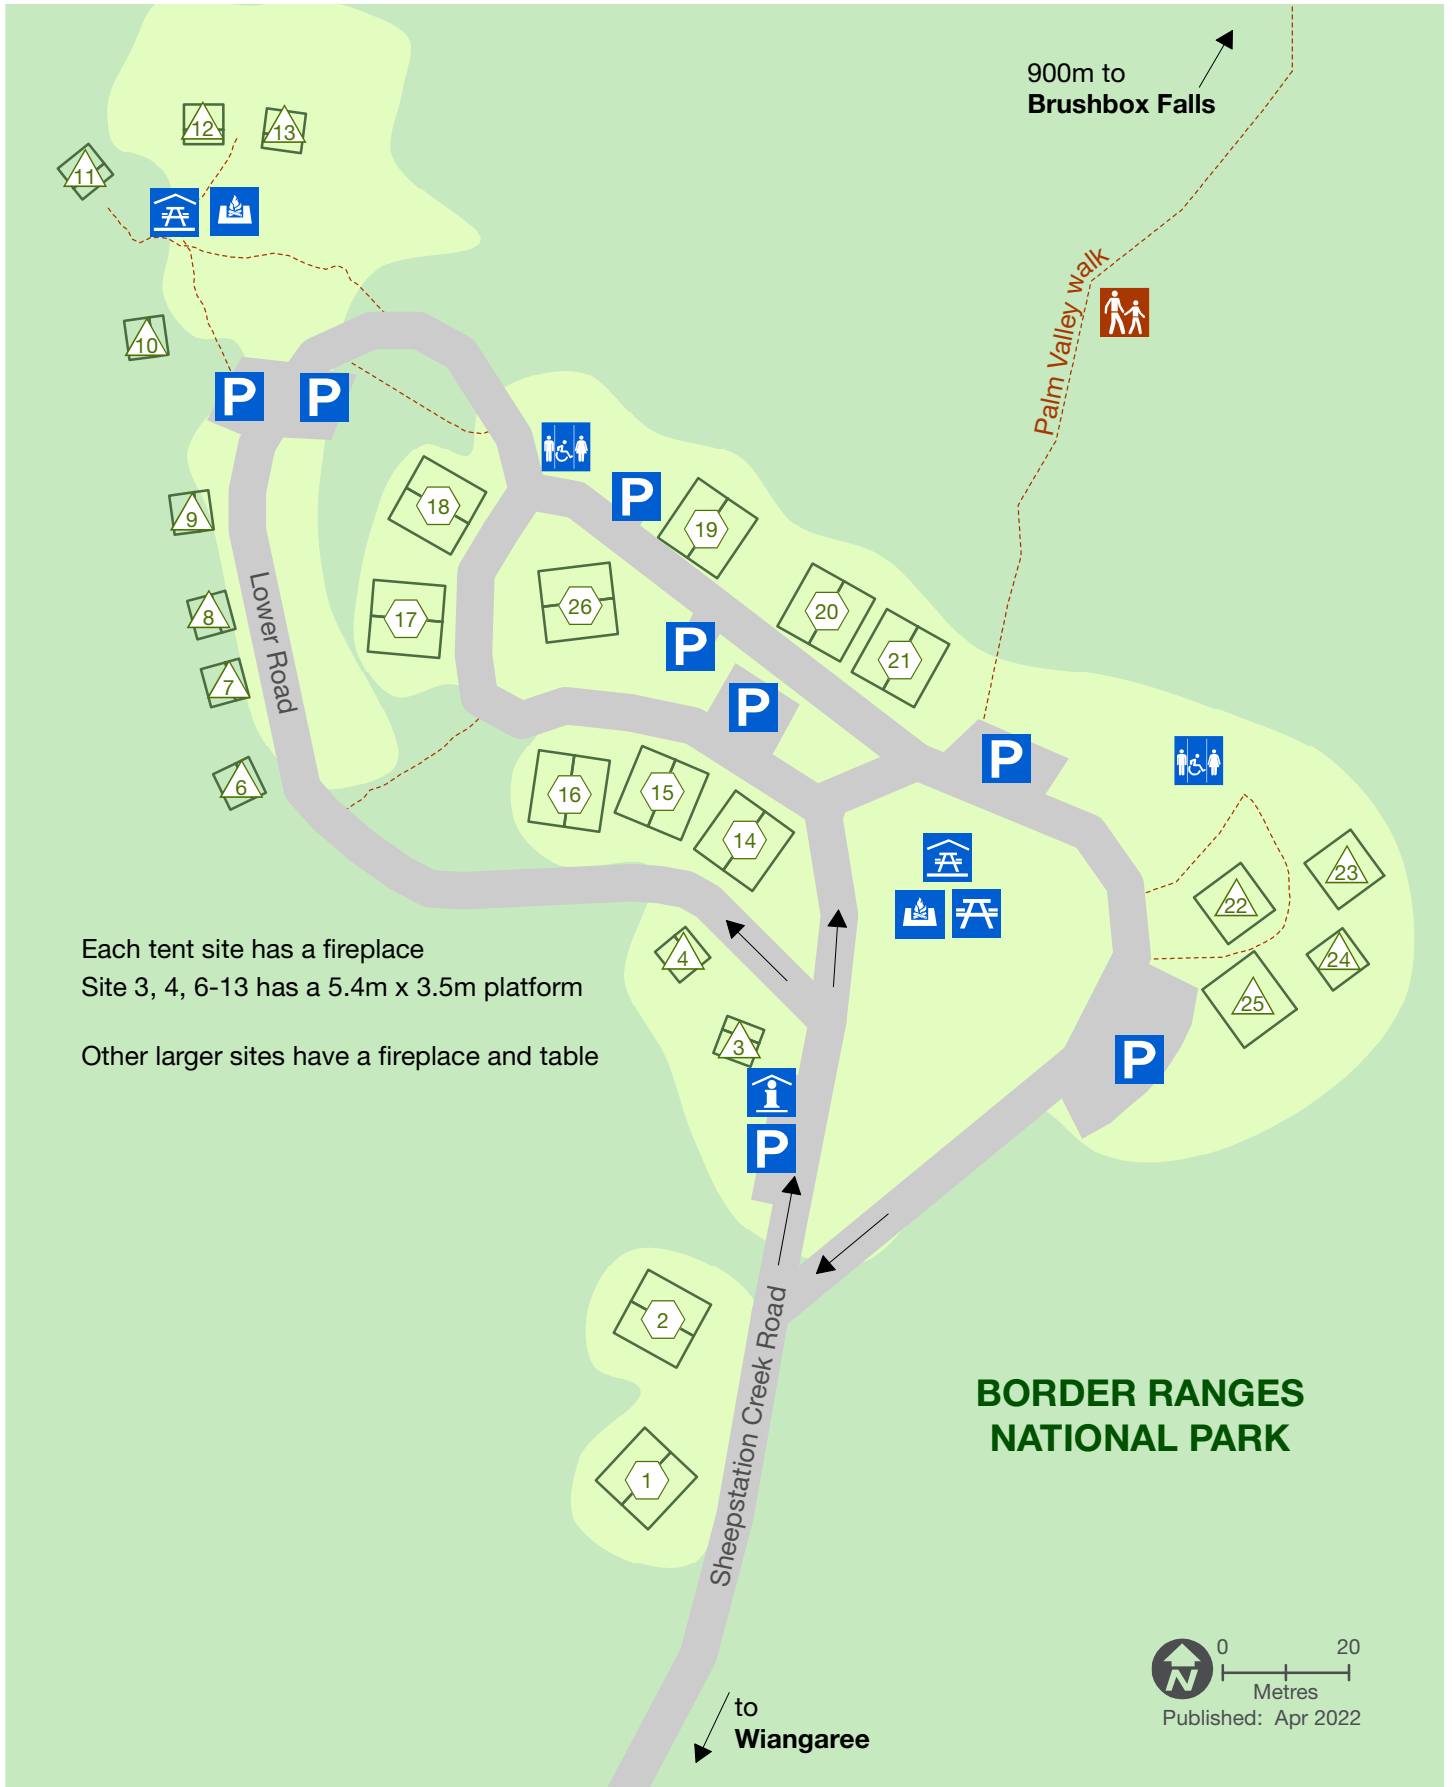 900m to
Brushbox Falls
12
13
11
10
P
P
Palm Valley walk
18
P
19
9
Lower Road
8
17
26
20
P
21
7
P
6
16
15
14
P
23
22
Each tent site has a fireplace
Site 3, 4, 6-13 has a 5.4m x 3.5m platform
Other larger sites have a fireplace and table
4
24
25
3
P
P
2
Sheepstation Creek Road
BORDER RANGES
NATIONAL PARK
1
N
0 20
Metres
Published: Apr 2022
to
Wiangaree